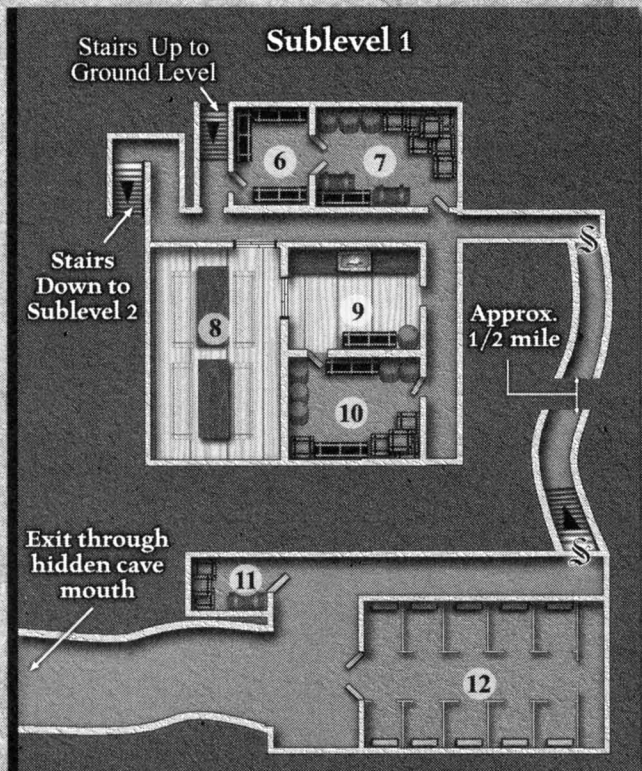 Sublevel 1
Stairs Up to
Ground Level
6
7
Stairs
Down to
Sublevel 2
8
9
Approx.
1/2 mile
10
S
S
Exit through
hidden cave
mouth
11
12